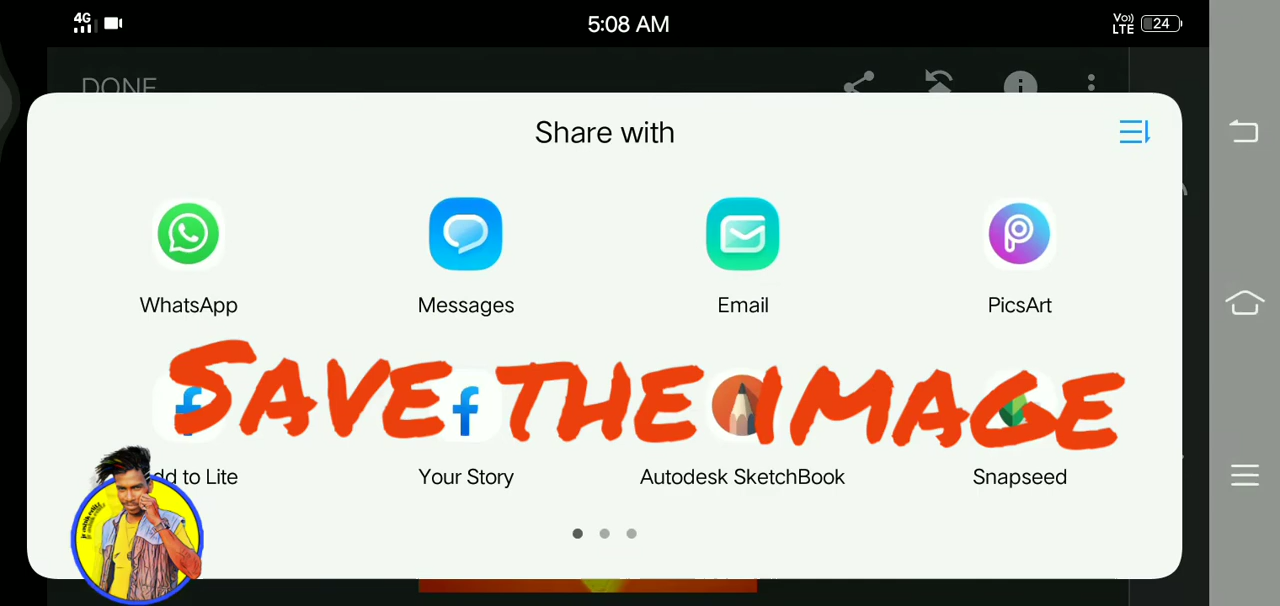 4G
5:08 AM
Vo))
LTE
24
DONE
Share with
WhatsApp
Messages
Email
PicsArt
SAVE THE IMAGE
dd to Lite
Your Story
Autodesk SketchBook
Snapseed